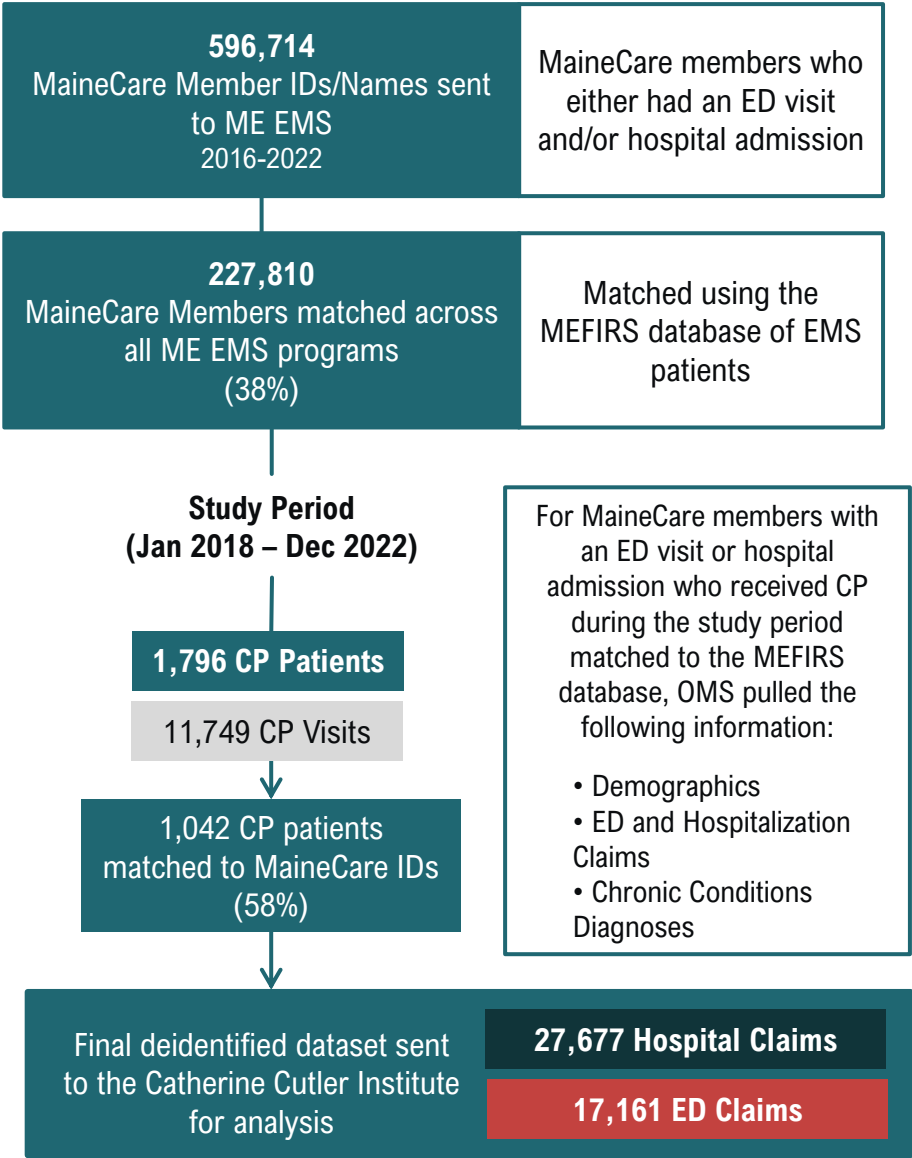 596,714
MaineCare Member IDs/Names sent
to ME EMS
2016-2022
MaineCare members who
either had an ED visit
and/or hospital admission
227,810
MaineCare Members matched across
all ME EMS programs
(38%)
Matched using the
MEFIRS database of EMS
patients
Study Period
(Jan 2018 – Dec 2022)
1,796 CP Patients
11,749 CP Visits
1,042 CP patients
matched to MaineCare IDs
(58%)
For MaineCare members with
an ED visit or hospital
admission who received CP
during the study period
matched to the MEFIRS
database, OMS pulled the
following information:
• Demographics
• ED and Hospitalization
Claims
• Chronic Conditions
Diagnoses
Final deidentified dataset sent
to the Catherine Cutler Institute
for analysis
27,677 Hospital Claims
17,161 ED Claims